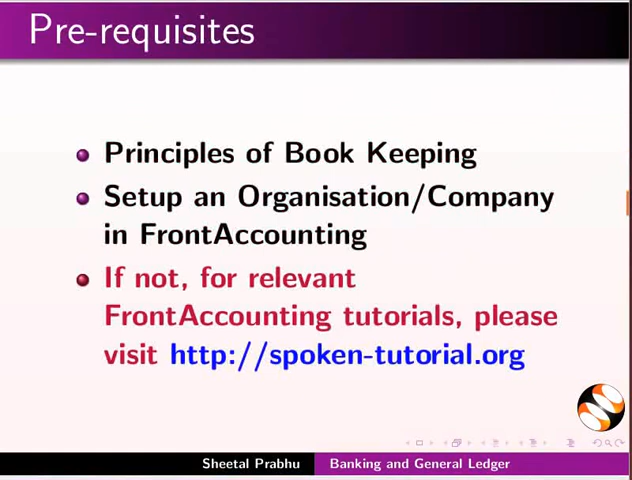 Pre-requisites
Principles of Book Keeping
Setup an Organisation/Company
in FrontAccounting
If not, for relevant
FrontAccounting tutorials, please
visit http://spoken-tutorial.org
Sheetal Prabhu
Banking and General Ledger